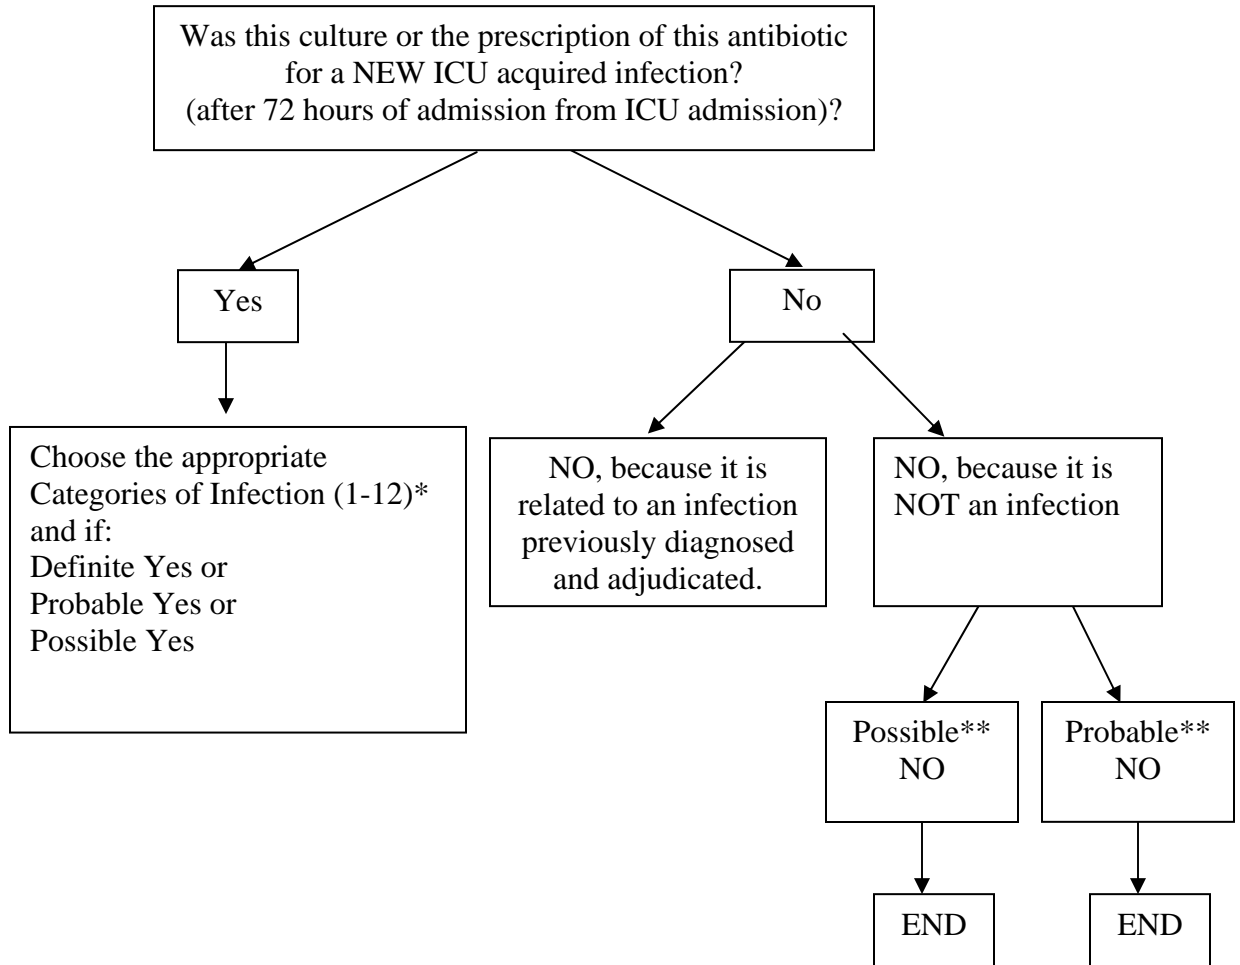 Was this culture or the prescription of this antibiotic
for a NEW ICU acquired infection?
(after 72 hours of admission from ICU admission)?
Yes
No
Choose the appropriate
Categories of Infection (1-12)*
and if:
Definite Yes or
Probable Yes or
Possible Yes
NO, because it is
related to an infection
previously diagnosed
and adjudicated.
NO, because it is
NOT an infection
Possible**
NO
Probable**
NO
END
END